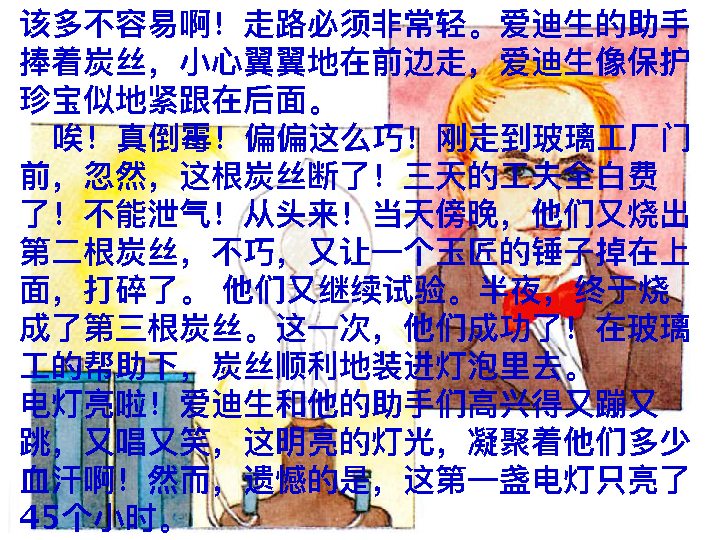 该多不容易啊！走路必须非常轻。爱迪生的助手
捧着炭丝，小心翼翼地在前边走，爱迪生像保护
珍宝似地紧跟在后面。
唉！真倒霉！偏偏这么巧！刚走到玻璃工厂门
前，忽然，这根炭丝断了！三天的工夫全白费
了！不能泄气！从头来！当天傍晚，他们又烧出
第二根炭丝，不巧，又让一个玉匠的锤子掉在上
面，打碎了。 他们又继续试验。半夜，终于烧
成了第三根炭丝。这一次，他们成功了！在玻璃
工的帮助下，炭丝顺利地装进灯泡里去。
电灯亮啦！爱迪生和他的助手们高兴得又蹦又
跳，又唱又笑，这明亮的灯光，凝聚着他们多少
血汗啊！然而，遗憾的是，这第一盏电灯只亮了
45个小时。